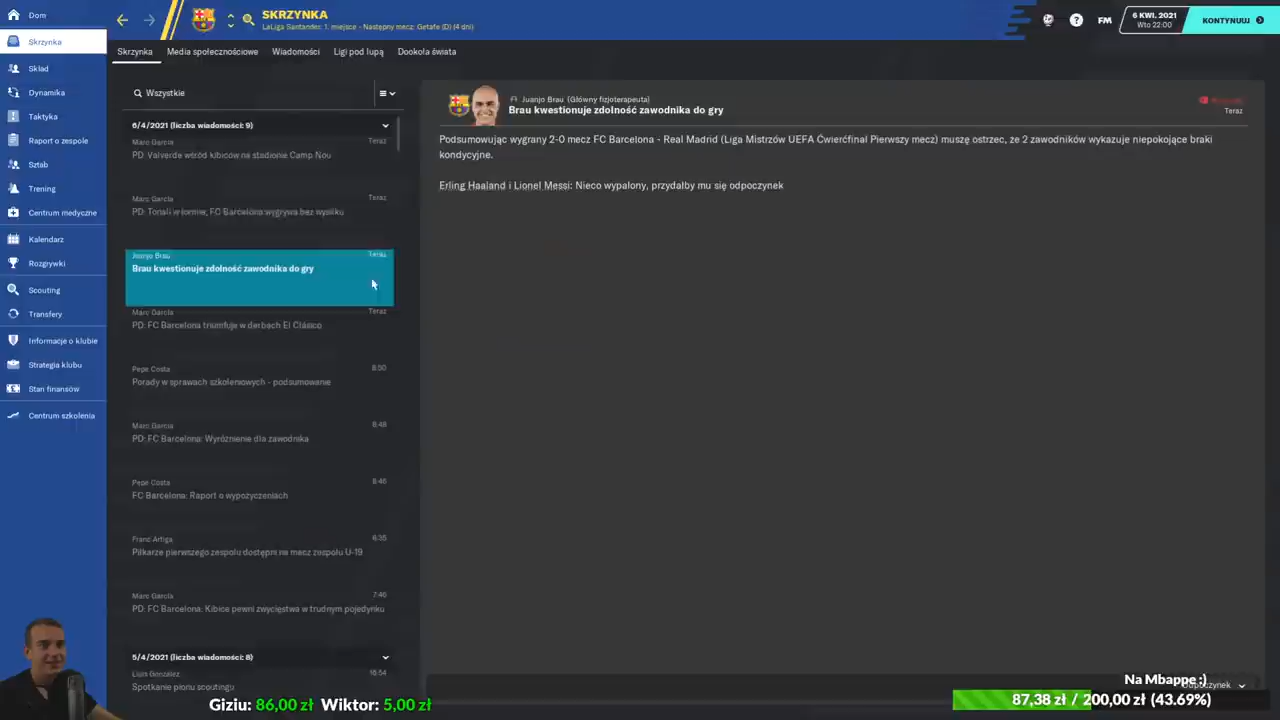 Dom
Skrzynka
Skład
Dynamika
Taktyka
Raport o zespole
Sztab
Trening
Centrum medyczne
Kalendarz
Rozgrywki
Scouting
Transfery
Informacje o klubie
Strategia klubu
Stan finansów
Centrum szkolenia
SKRZYNKA
LaLiga Santander: 1. miejsce - Następny mecz: Getafe (D) (4 dni)
FM
6 KWI. 2021
Wto 22:00
KONTYNUUJ
Skrzynka Media społecznościowe Wiadomości Ligi pod lupą Dookoła świata
Wszystkie
6/4/2021 (liczba wiadomości: 9)
Marc García Teraz
PD: Valverde wśród kibiców na stadionie Camp Nou
Marc García Teraz
PD: Tonali w formie, FC Barcelona wygrywa bez wysiłku
Juanjo Brau Teraz
Brau kwestionuje zdolność zawodnika do gry
Marc García Teraz
PD: FC Barcelona triumfuje w derbach El Clásico
Pepe Costa 8:50
Porady w sprawach szkoleniowych - podsumowanie
Marc García 8:48
PD: FC Barcelona: Wyróżnienie dla zawodnika
Pepe Costa 8:46
FC Barcelona: Raport o wypożyczeniach
Franc Artiga 8:35
Piłkarze pierwszego zespołu dostępni na mecz zespołu U-19
Marc García 7:46
PD: FC Barcelona: Kibice pewni zwycięstwa w trudnym pojedynku
5/4/2021 (liczba wiadomości: 8)
Lluís González 16:54
Spotkanie pionu scoutingu
Juanjo Brau (Główny fizjoterapeuta)
Brau kwestionuje zdolność zawodnika do gry
Teraz
Podsumowując wygrany 2-0 mecz FC Barcelona - Real Madrid (Liga Mistrzów UEFA Ćwierćfinał Pierwszy mecz) muszę ostrzec, że 2 zawodników wykazuje niepokojące braki
kondycyjne.
Erling Haaland i Lionel Messi: Nieco wypalony, przydałby mu się odpoczynek
Giziu: 86,00 zł Wiktor: 5,00 zł
Na Mbappe :)
Odpoczynek
87,38 zł / 200,00 zł (43.69%)